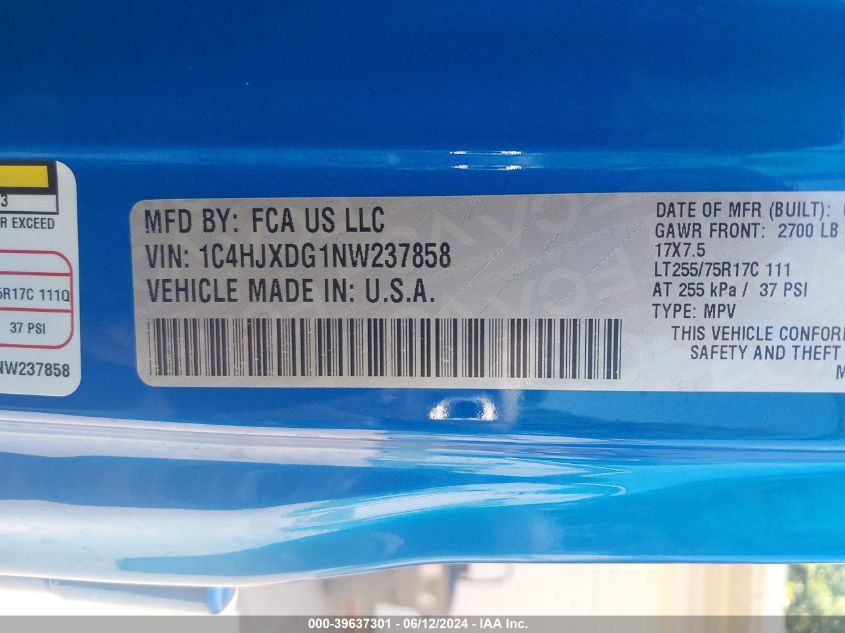 3
R EXCEED
5R17C 111Q
37 PSI
NW237858
MFD BY: FCA US LLC
VIN: 1C4HJXDG1NW237858
VEHICLE MADE IN: U.S.A.
DATE OF MFR (BUILT):
GAWR FRONT: 2700 LB
17X7.5
LT255/75R17C 111
AT 255 kPa / 37 PSI
TYPE: MPV
THIS VEHICLE CONFOR
SAFETY AND THEFT
M
000-39637301 - 06/12/2024 - IAA Inc.